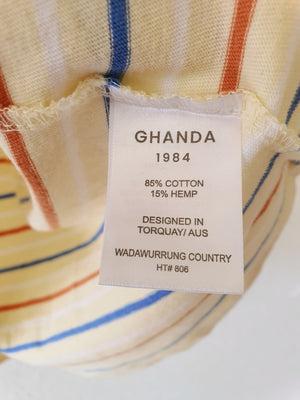 GHANDA
1984
85% COTTON
15% HEMP
DESIGNED IN
TORQUAY/ AUS
WADAWURRUNG COUNTRY
HT# 806